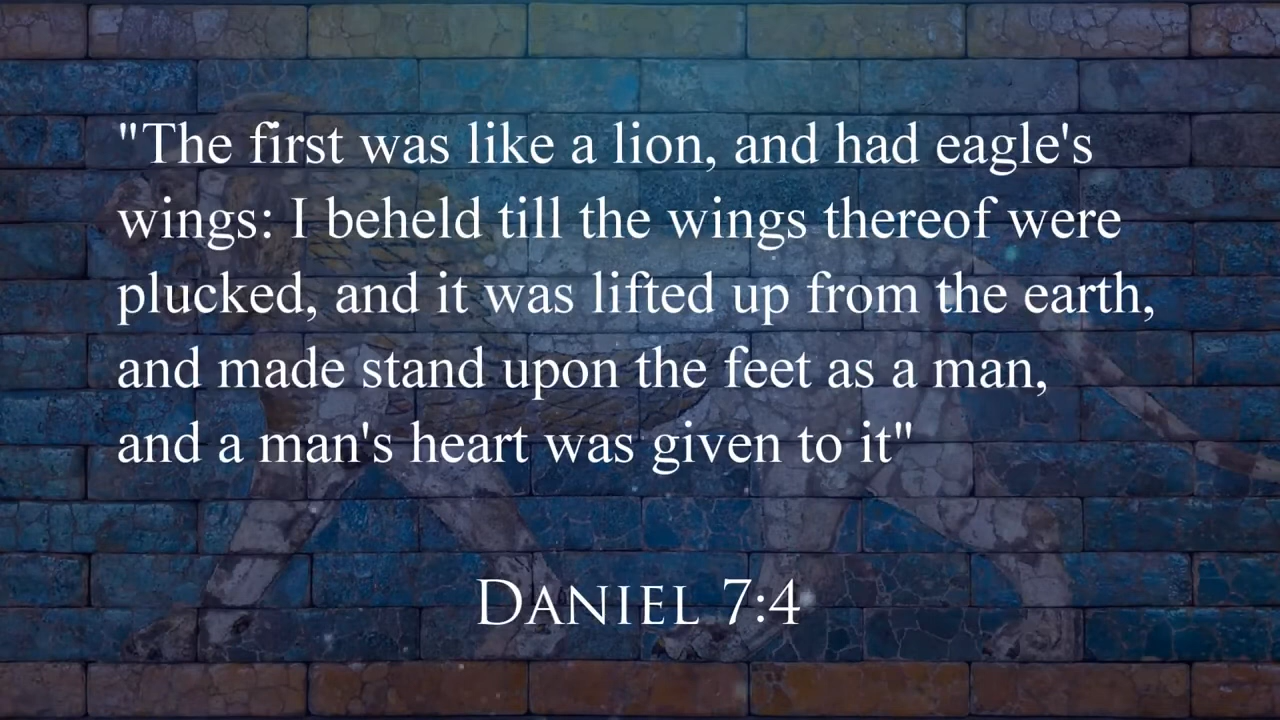 "The first was like a lion, and had eagle's
wings: I beheld till the wings thereof were
plucked, and it was lifted up from the earth,
and made stand upon the feet as a man,
and a man's heart was given to it"
Daniel 7:4